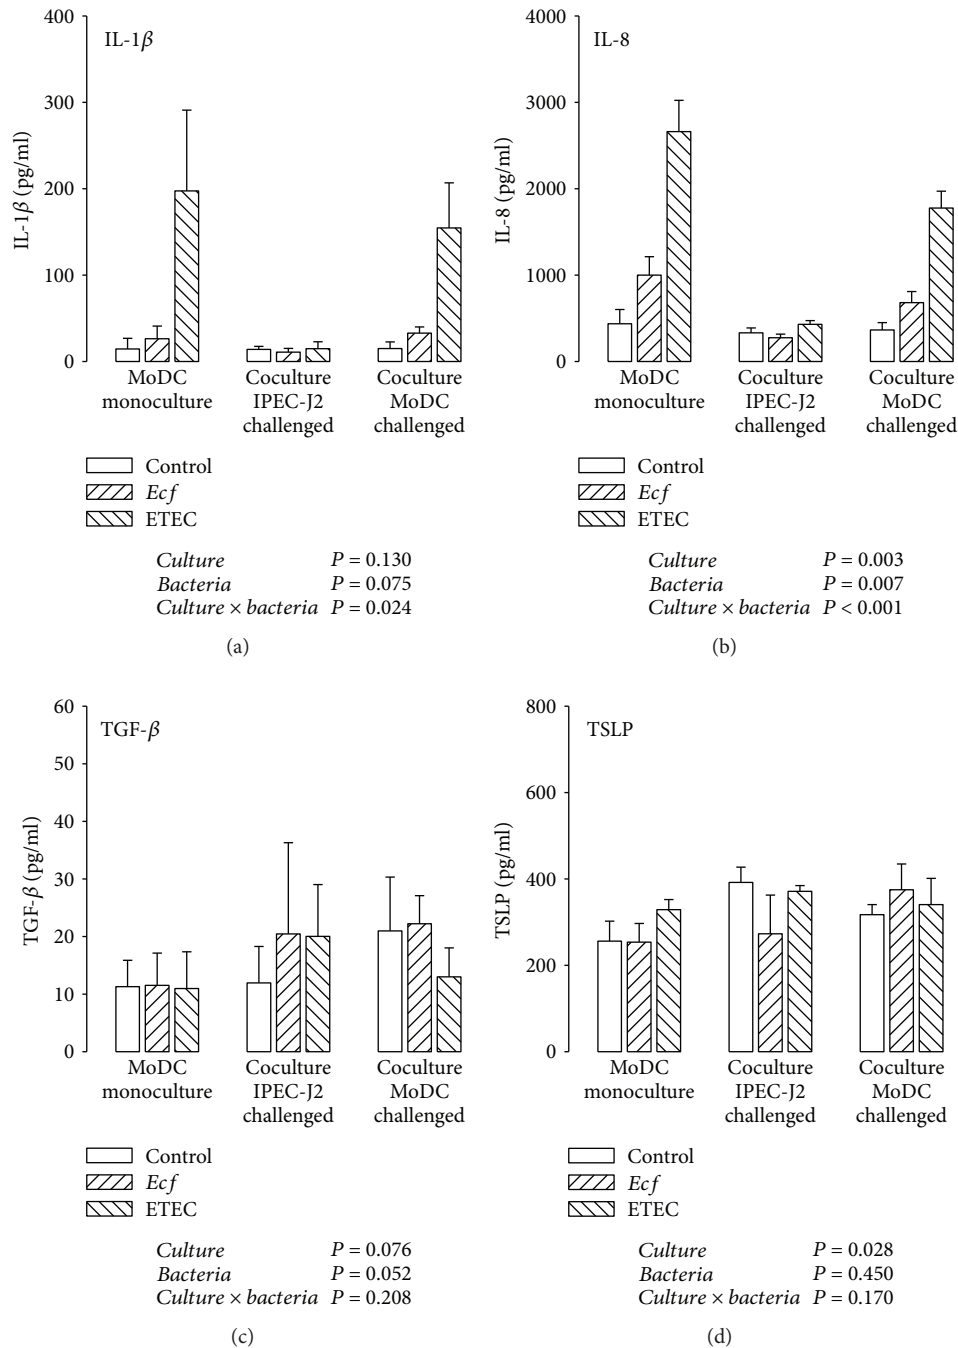 400
300
200
100
0
IL-1β (pg/ml)
IL-1β
MoDC
monoculture
Coculture
IPEC-J2
challenged
Coculture
MoDC
challenged
Control
Ecf
ETEC
Culture P = 0.130
Bacteria P = 0.075
Culture × bacteria P = 0.024
(a)
4000
3000
2000
1000
0
IL-8 (pg/ml)
IL-8
MoDC
monoculture
Coculture
IPEC-J2
challenged
Coculture
MoDC
challenged
Control
Ecf
ETEC
Culture P = 0.003
Bacteria P = 0.007
Culture × bacteria P < 0.001
(b)
60
50
40
30
20
10
0
TGF-β (pg/ml)
TGF-β
MoDC
monoculture
Coculture
IPEC-J2
challenged
Coculture
MoDC
challenged
Control
Ecf
ETEC
Culture P = 0.076
Bacteria P = 0.052
Culture × bacteria P = 0.208
(c)
800
600
400
200
0
TSLP (pg/ml)
TSLP
MoDC
monoculture
Coculture
IPEC-J2
challenged
Coculture
MoDC
challenged
Control
Ecf
ETEC
Culture P = 0.028
Bacteria P = 0.450
Culture × bacteria P = 0.170
(d)